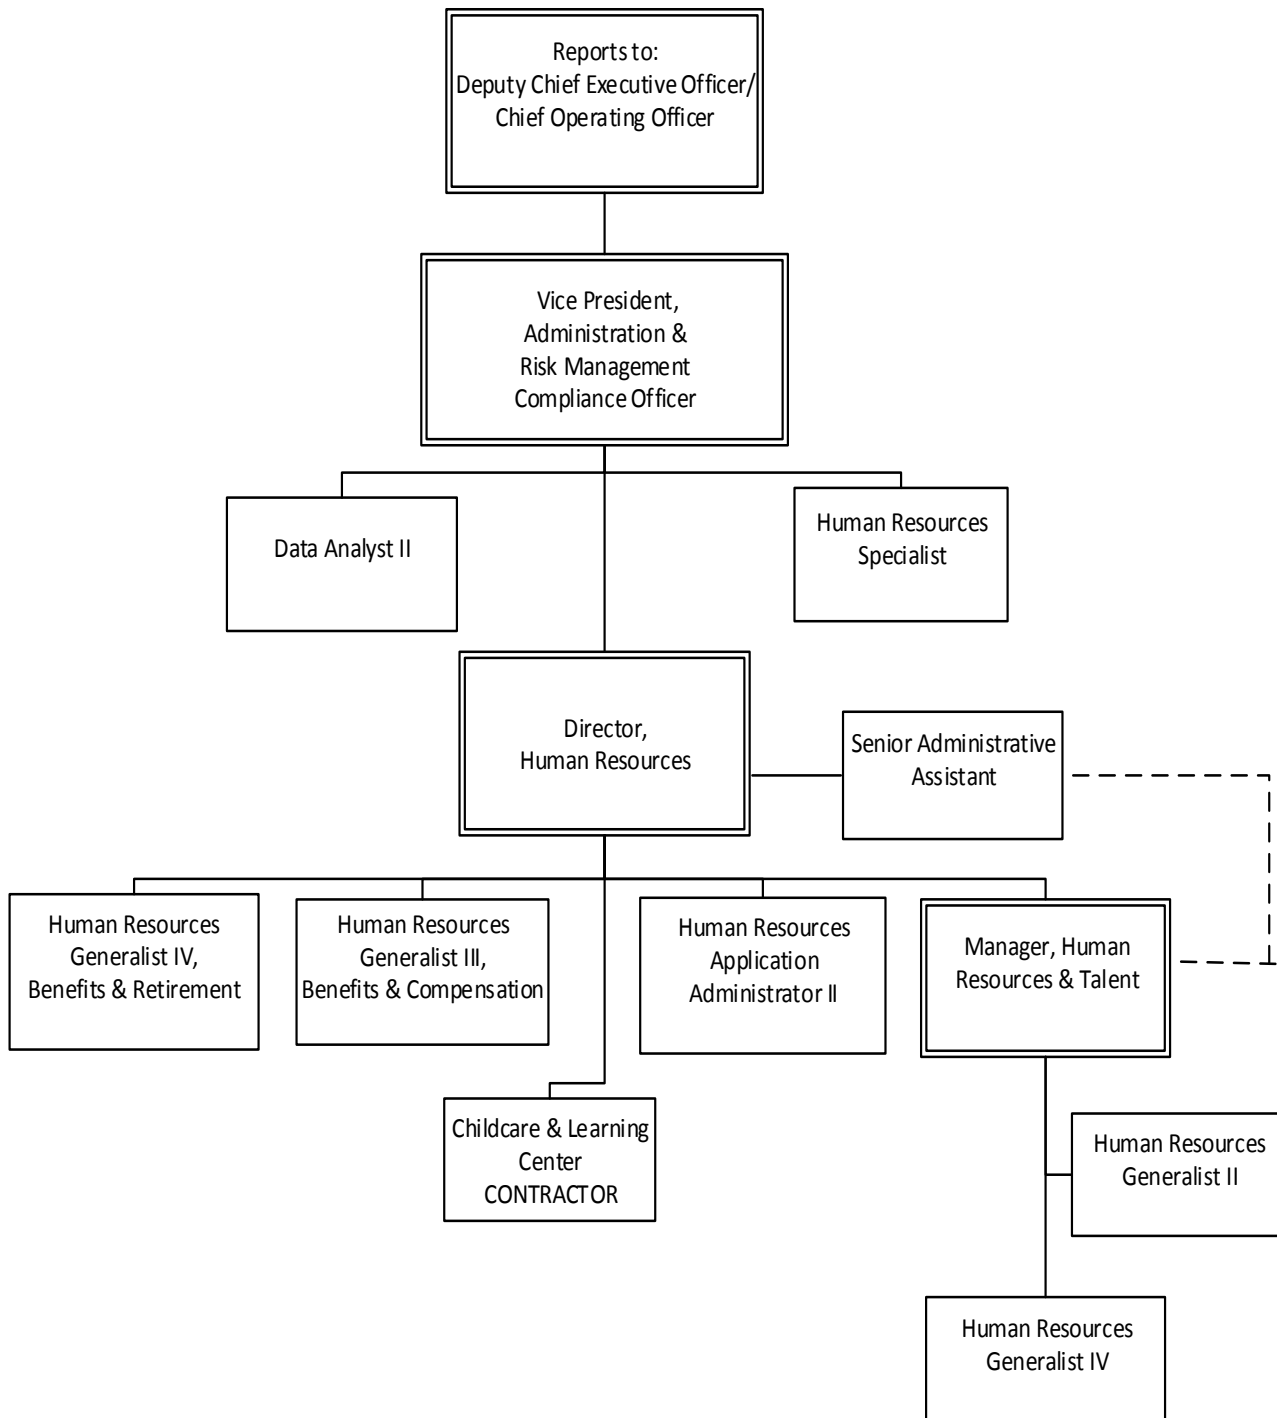 Reports to:
Deputy Chief Executive Officer/
Chief Operating Officer
Vice President,
Administration &
Risk Management
Compliance Officer
Data Analyst II
Human Resources
Specialist
Director,
Human Resources
Senior Administrative
Assistant
Human Resources
Generalist IV,
Benefits & Retirement
Human Resources
Generalist III,
Benefits & Compensation
Human Resources
Application
Administrator II
Manager, Human
Resources & Talent
Childcare & Learning
Center
CONTRACTOR
Human Resources
Generalist II
Human Resources
Generalist IV